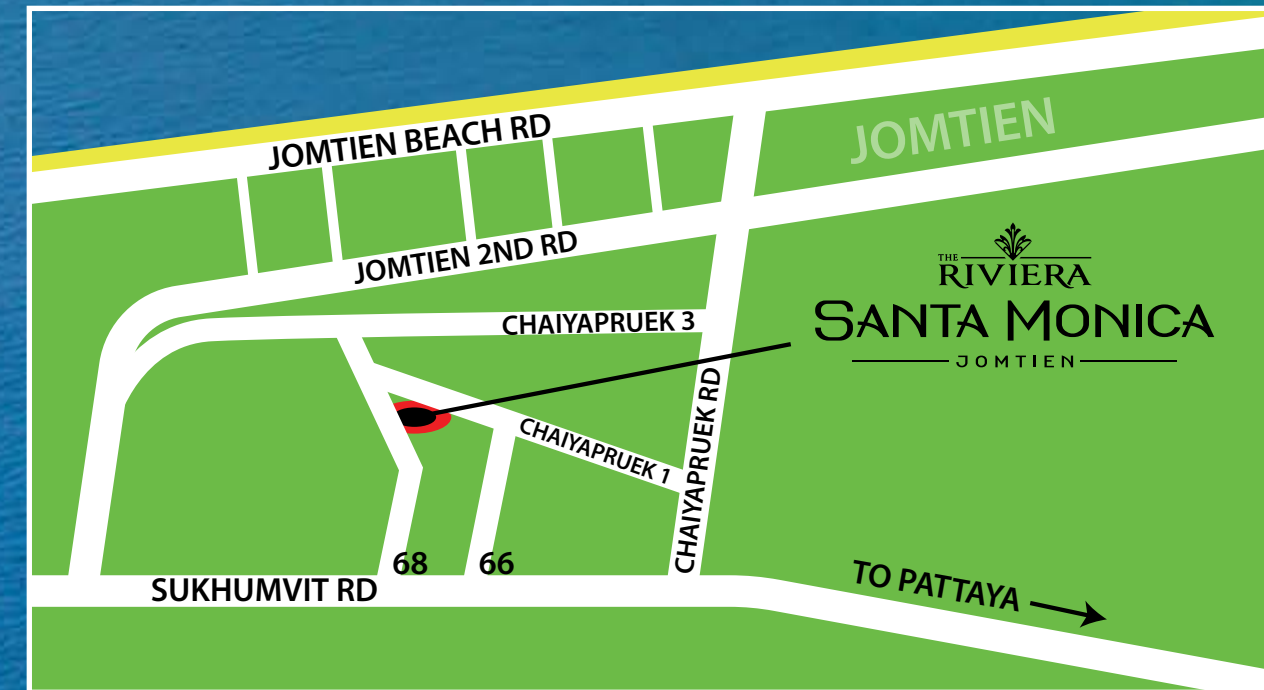 JOMTIEN BEACH RD
JOMTIEN
JOMTIEN 2ND RD
THE
RIVIERA
SANTA MONICA
JOMTIEN
CHAIYAPRUEK 3
CHAIYAPRUEK RD
CHAIYAPRUEK 1
68
66
SUKHUMVIT RD
TO PATTAYA